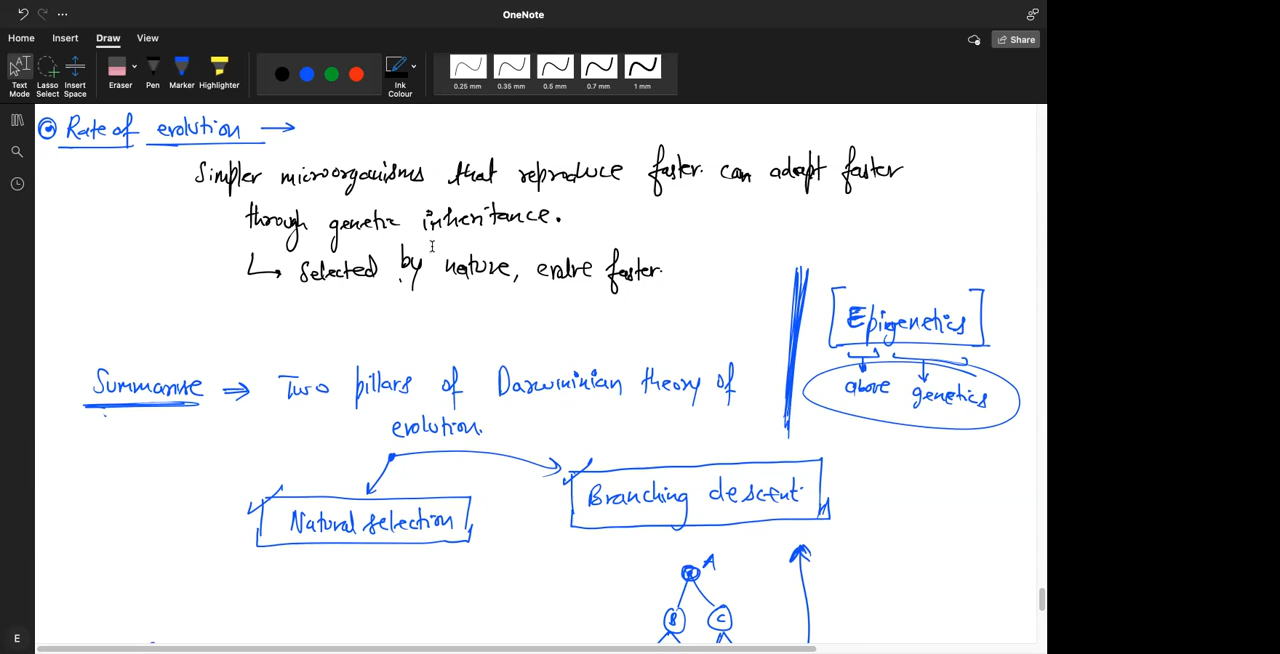 OneNote
Home Insert Draw View
Share
Text Mode
Lasso Select
Insert Space
Eraser
Pen
Marker
Highlighter
Ink Colour
0.25 mm
0.35 mm
0.5 mm
0.7 mm
1 mm
Rate of evolution →
Simpler microorganisms that reproduce faster can adapt faster
through genetic inheritance.
↳ Selected by nature, evolve faster.
[Epigenetics]
above genetics
Summarise ⇒ Two pillars of Darwininian theory of
evolution.
Natural selection
Branching descent
A
B C
E